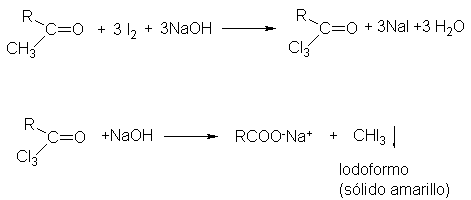 R
C=O + 3 I2 + 3NaOH R C=O + 3NaI +3 H2O
CH3 CI3
R
C=O +NaOH RCOO-Na+ + CHI3
CI3
Iodoformo
(sólido amarillo)